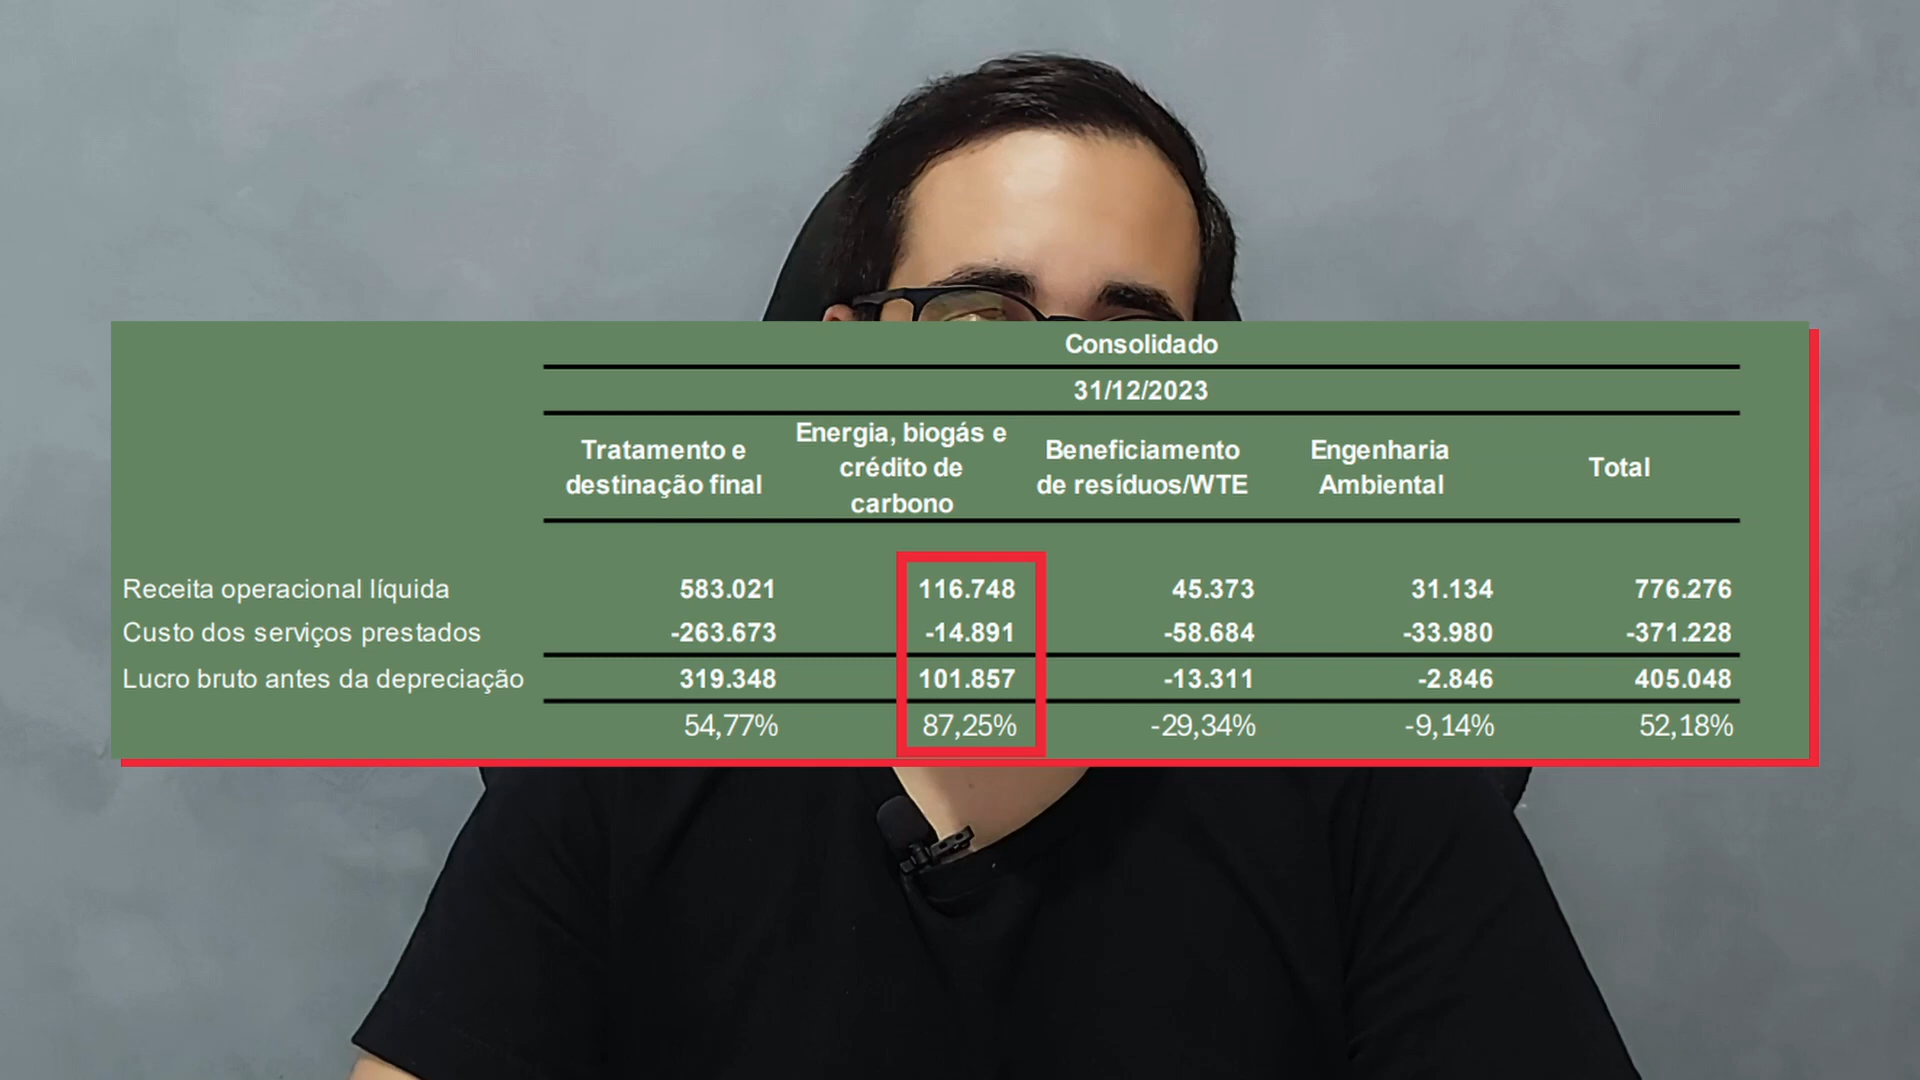 Consolidado
31/12/2023
Tratamento e destinação final
Energia, biogás e crédito de carbono
Beneficiamento de resíduos/WTE
Engenharia Ambiental
Total
Receita operacional líquida 583.021 116.748 45.373 31.134 776.276
Custo dos serviços prestados -263.673 -14.891 -58.684 -33.980 -371.228
Lucro bruto antes da depreciação 319.348 101.857 -13.311 -2.846 405.048
54,77% 87,25% -29,34% -9,14% 52,18%